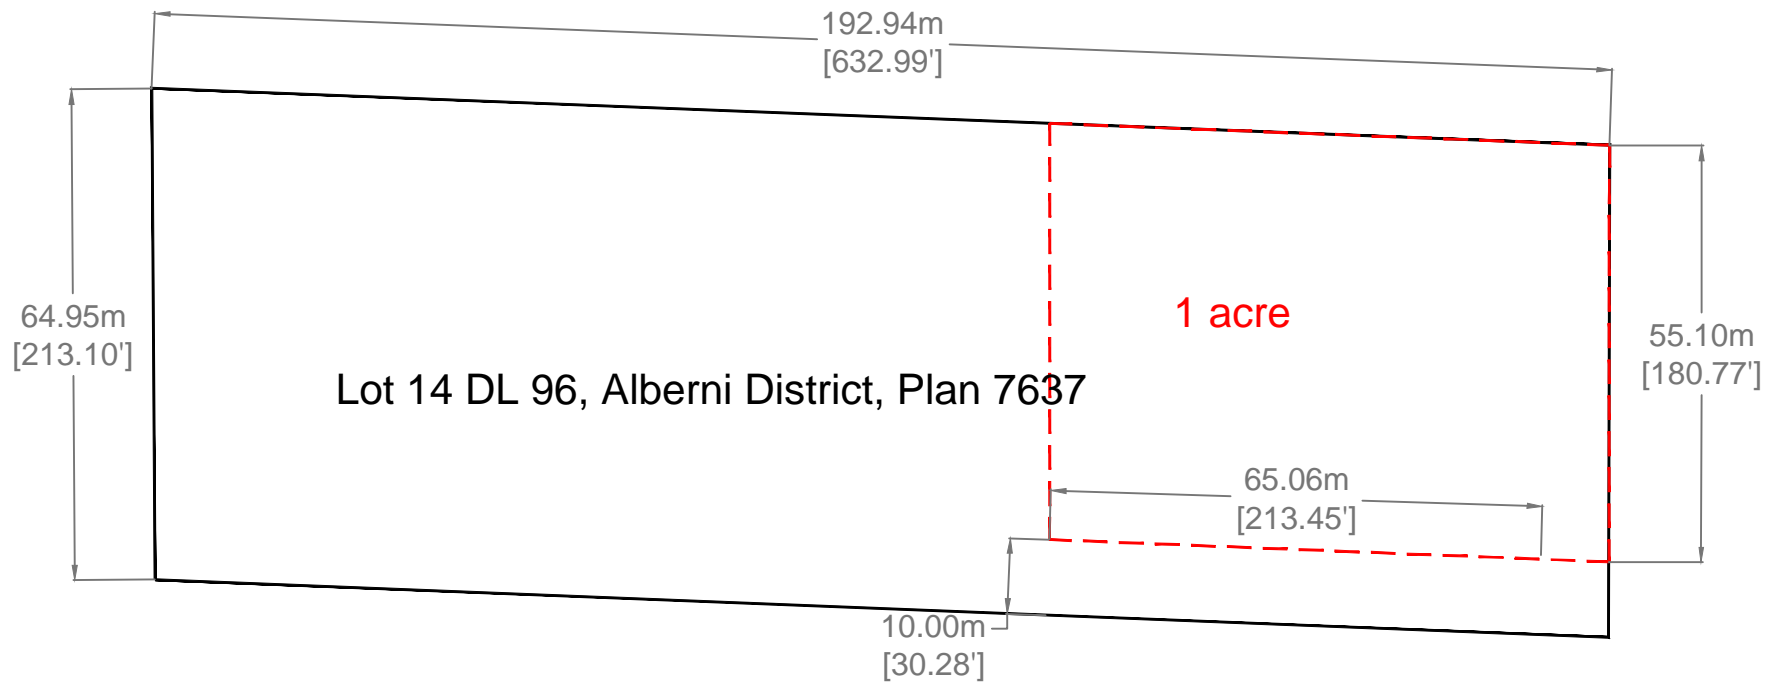 192.94m
[632.99']
64.95m
[213.10']
1 acre
55.10m
[180.77']
Lot 14 DL 96, Alberni District, Plan 7637
65.06m
[213.45']
10.00m
[30.28']